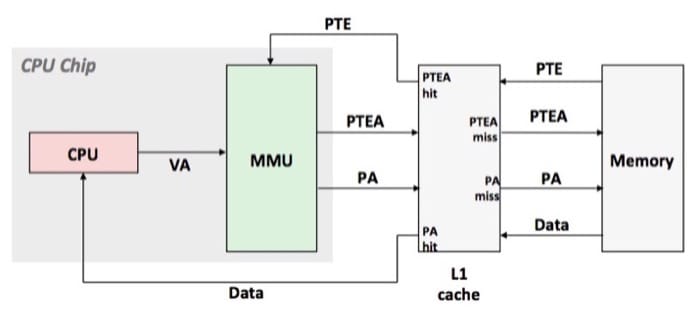 PTE
CPU Chip
PTEA
hit
PTE
PTEA
PTEA
miss
PTEA
CPU
VA
MMU
Memory
PA
PA
miss
PA
PA
hit
Data
L1
cache
Data